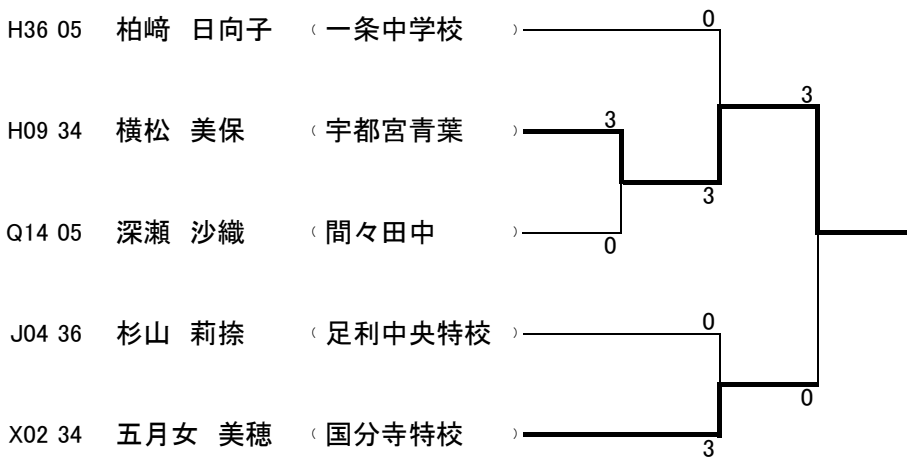 0
H36 05 柏﨑 日向子 （ 一条中学校 ）
3
3
H09 34 横松 美保 （ 宇都宮青葉 ）
3
Q14 05 深瀬 沙織 （ 間々田中 ）
0
0
J04 36 杉山 莉捺 （ 足利中央特校 ）
0
X02 34 五月女 美穂 （ 国分寺特校 ）
3